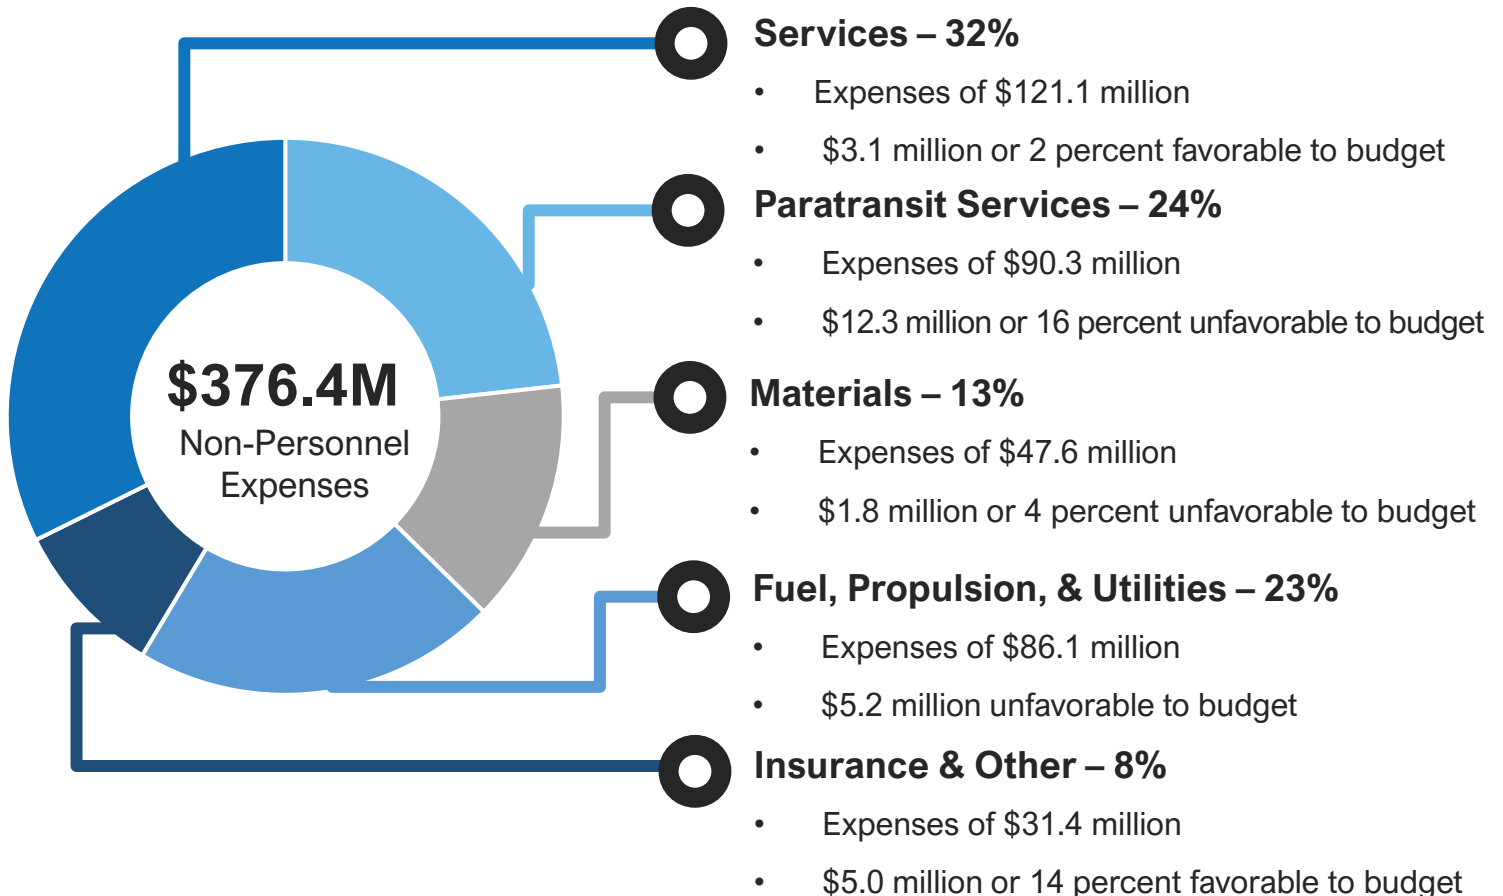 Services – 32%
• Expenses of $121.1 million
• $3.1 million or 2 percent favorable to budget
Paratransit Services – 24%
• Expenses of $90.3 million
• $12.3 million or 16 percent unfavorable to budget
$376.4M
Non-Personnel
Expenses
Materials – 13%
• Expenses of $47.6 million
• $1.8 million or 4 percent unfavorable to budget
Fuel, Propulsion, & Utilities – 23%
• Expenses of $86.1 million
• $5.2 million unfavorable to budget
Insurance & Other – 8%
• Expenses of $31.4 million
• $5.0 million or 14 percent favorable to budget